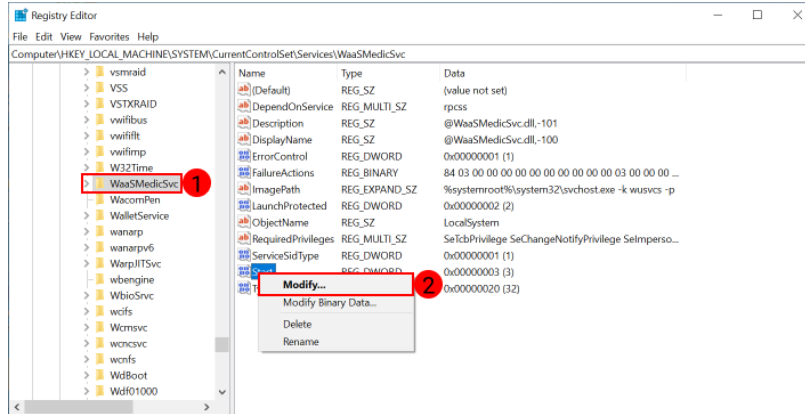 Registry Editor
File Edit View Favorites Help
Computer\HKEY_LOCAL_MACHINE\SYSTEM\CurrentControlSet\Services\WaaSMedicSvc
vsmraid
VSS
VSTXRAID
vwifibus
vwififlt
vwifimp
W32Time
WaaSMedicSvc 1
WacomPen
WalletService
wanarp
wanarpv6
WarpJITSvc
wbengine
WbioSrvc
wcifs
Wcmsvc
wcncsvc
wcnfs
WdBoot
Wdf01000
Name Type Data
(Default) REG_SZ (value not set)
DependOnService REG_MULTI_SZ rpcss
Description REG_SZ @WaaSMedicSvc.dll,-101
DisplayName REG_SZ @WaaSMedicSvc.dll,-100
ErrorControl REG_DWORD 0x00000001 (1)
FailureActions REG_BINARY 84 03 00 00 00 00 00 00 00 00 00 00 03 00 00 00 ...
ImagePath REG_EXPAND_SZ %systemroot%\system32\svchost.exe -k wusvcs -p
LaunchProtected REG_DWORD 0x00000002 (2)
ObjectName REG_SZ LocalSystem
RequiredPrivileges REG_MULTI_SZ SeTcbPrivilege SeChangeNotifyPrivilege SeImperso...
ServiceSidType REG_DWORD 0x00000001 (1)
Start REG_DWORD 0x00000003 (3)
0x00000020 (32)
Modify... 2
Modify Binary Data...
Delete
Rename